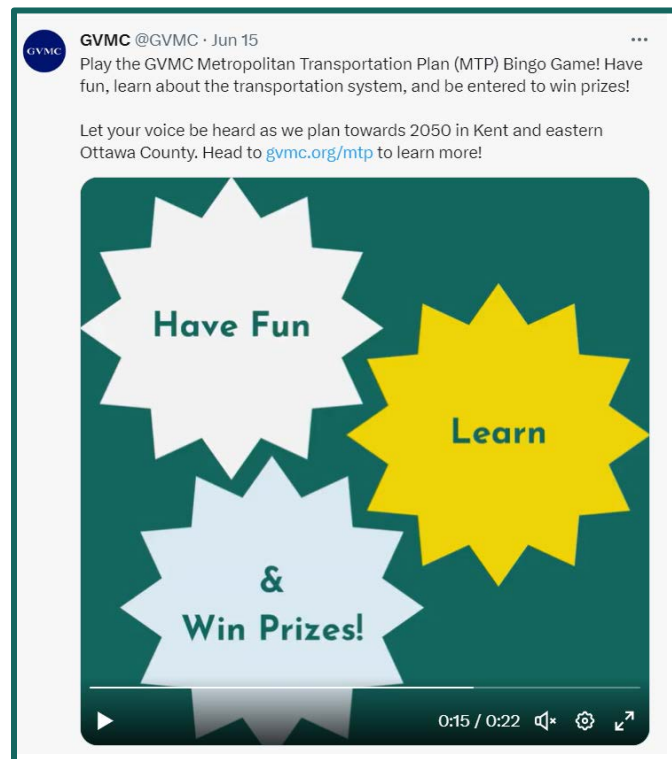 GVMC
GVMC @GVMC · Jun 15
Play the GVMC Metropolitan Transportation Plan (MTP) Bingo Game! Have
fun, learn about the transportation system, and be entered to win prizes!
Let your voice be heard as we plan towards 2050 in Kent and eastern
Ottawa County. Head to gvmc.org/mtp to learn more!
Have Fun
Learn
&
Win Prizes!
0:15 / 0:22